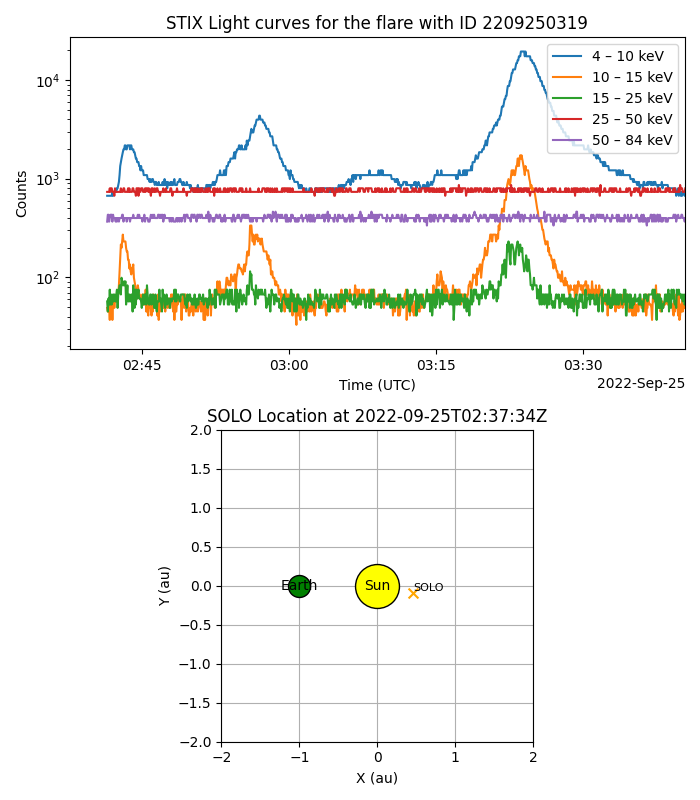 STIX Light curves for the flare with ID 2209250319
4 – 10 keV
10 – 15 keV
15 – 25 keV
25 – 50 keV
50 – 84 keV
10⁴
10³
10²
Counts
02:45 03:00 03:15 03:30
Time (UTC)
2022-Sep-25
SOLO Location at 2022-09-25T02:37:34Z
2.0
1.5
1.0
0.5
0.0
−0.5
−1.0
−1.5
−2.0
Y (au)
Earth Sun SOLO
−2 −1 0 1 2
X (au)